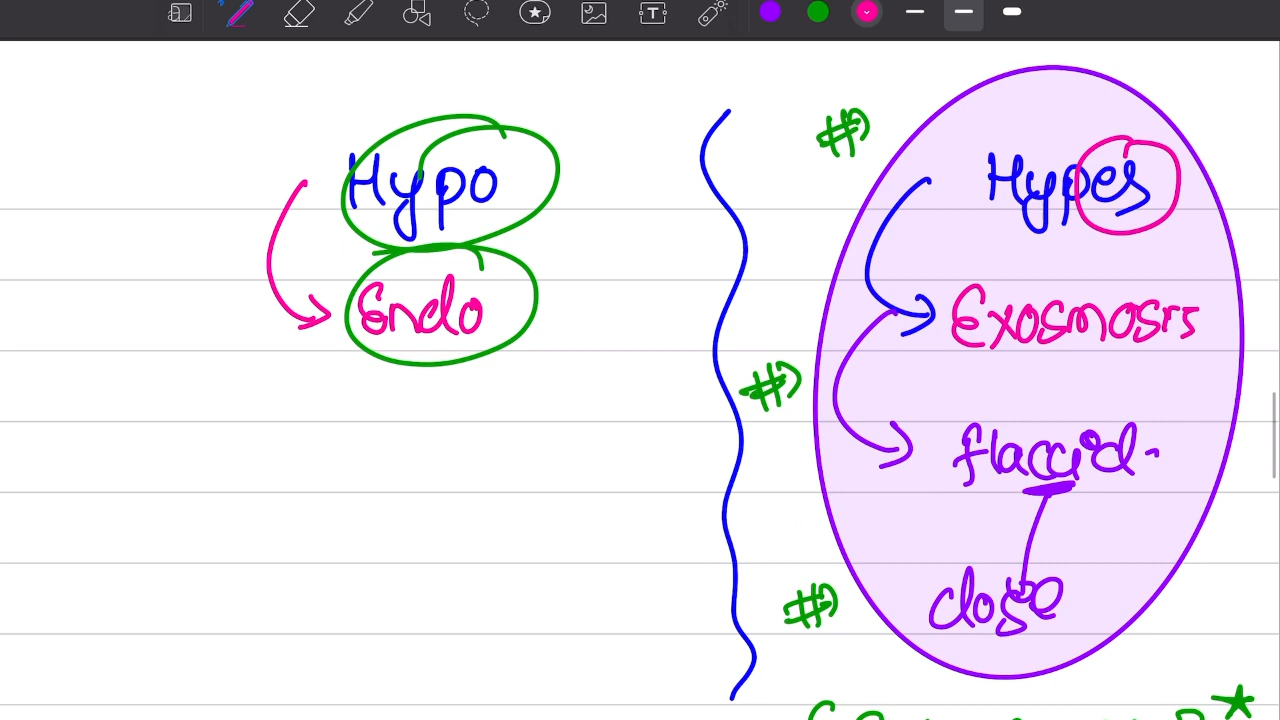 Hypo
Endo
#)
Hyper
#)
Exosmosis
flaccid.
#)
close